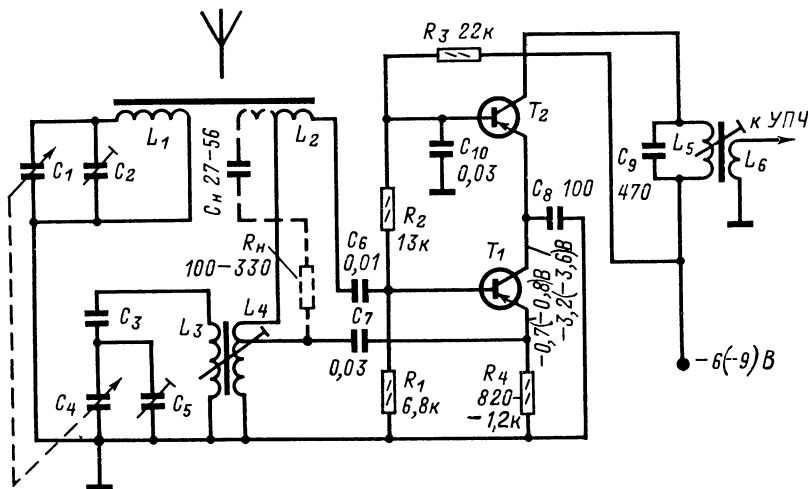 R3 22к
T2
L1
L2
к УПЧ
C1
C2
Cн 27–56
C10
0,03
C9
470
L5
L6
C8 100
R2
13к
Rн
100–330
C6
0,01
T1
-0,7(-0,8)В
-3,2(-3,6)В
C3
L3
L4
C7
0,03
-6(-9) В
C4
C5
R1
6,8к
R4
820-
-1,2к